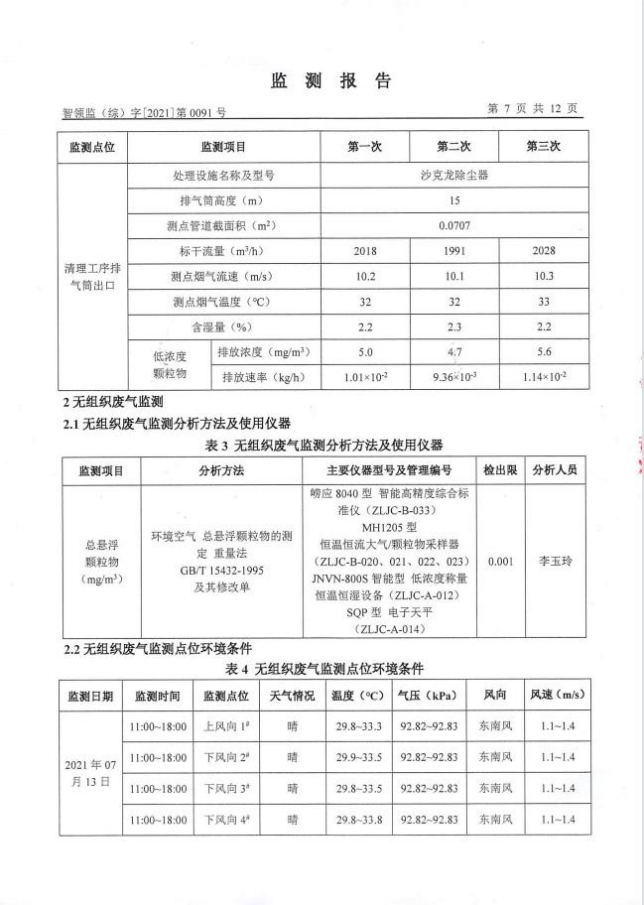 监 测 报 告
智领监（综）字[2021]第 0091 号
第 7 页 共 12 页
监测点位 监测项目 第一次 第二次 第三次
清理工序排气筒出口
处理设施名称及型号 沙克龙除尘器
排气筒高度（m） 15
测点管道截面积（m²） 0.0707
标干流量（m³/h） 2018 1991 2028
测点烟气流速（m/s） 10.2 10.1 10.3
测点烟气温度（℃） 32 32 33
含湿量（%） 2.2 2.3 2.2
低浓度颗粒物
排放浓度（mg/m³） 5.0 4.7 5.6
排放速率（kg/h） 1.01×10⁻² 9.36×10⁻³ 1.14×10⁻²
2 无组织废气监测
2.1 无组织废气监测分析方法及使用仪器
表 3 无组织废气监测分析方法及使用仪器
监测项目 分析方法 主要仪器型号及管理编号 检出限 分析人员
总悬浮
颗粒物
（mg/m³）
环境空气 总悬浮颗粒物的测
定 重量法
GB/T 15432-1995
及其修改单
崂应 8040 型 智能高精度综合标
准仪（ZLJC-B-033）
MH1205 型
恒温恒流大气/颗粒物采样器
（ZLJC-B-020、021、022、023）
JNVN-800S 智能型 低浓度称量
恒温恒湿设备（ZLJC-A-012）
SQP 型 电子天平
（ZLJC-A-014）
0.001
李玉玲
2.2 无组织废气监测点位环境条件
表 4 无组织废气监测点位环境条件
监测日期 监测时间 监测点位 天气情况 温度（℃） 气压（kPa） 风向 风速（m/s）
2021 年 07
月 13 日
11:00~18:00 上风向 1# 晴 29.8~33.3 92.82~92.83 东南风 1.1~1.4
11:00~18:00 下风向 2# 晴 29.9~33.5 92.82~92.83 东南风 1.1~1.4
11:00~18:00 下风向 3# 晴 29.8~33.5 92.82~92.83 东南风 1.1~1.4
11:00~18:00 下风向 4# 晴 29.8~33.8 92.82~92.83 东南风 1.1~1.4